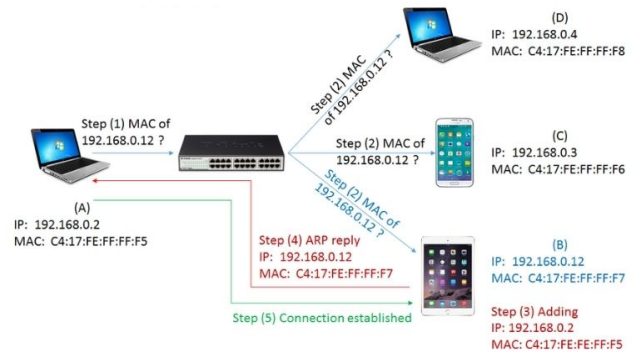 (D)
IP: 192.168.0.4
MAC: C4:17:FE:FF:FF:F8
Step (2) MAC
of 192.168.0.12 ?
Step (1) MAC of
192.168.0.12 ?
Step (2) MAC of
192.168.0.12 ?
(C)
IP: 192.168.0.3
MAC: C4:17:FE:FF:FF:F6
Step (2) MAC of
192.168.0.12 ?
(A)
IP: 192.168.0.2
MAC: C4:17:FE:FF:FF:F5
Step (4) ARP reply
IP: 192.168.0.12
MAC: C4:17:FE:FF:FF:F7
(B)
IP: 192.168.0.12
MAC: C4:17:FE:FF:FF:F7
Step (5) Connection established
Step (3) Adding
IP: 192.168.0.2
MAC: C4:17:FE:FE:FF:F5